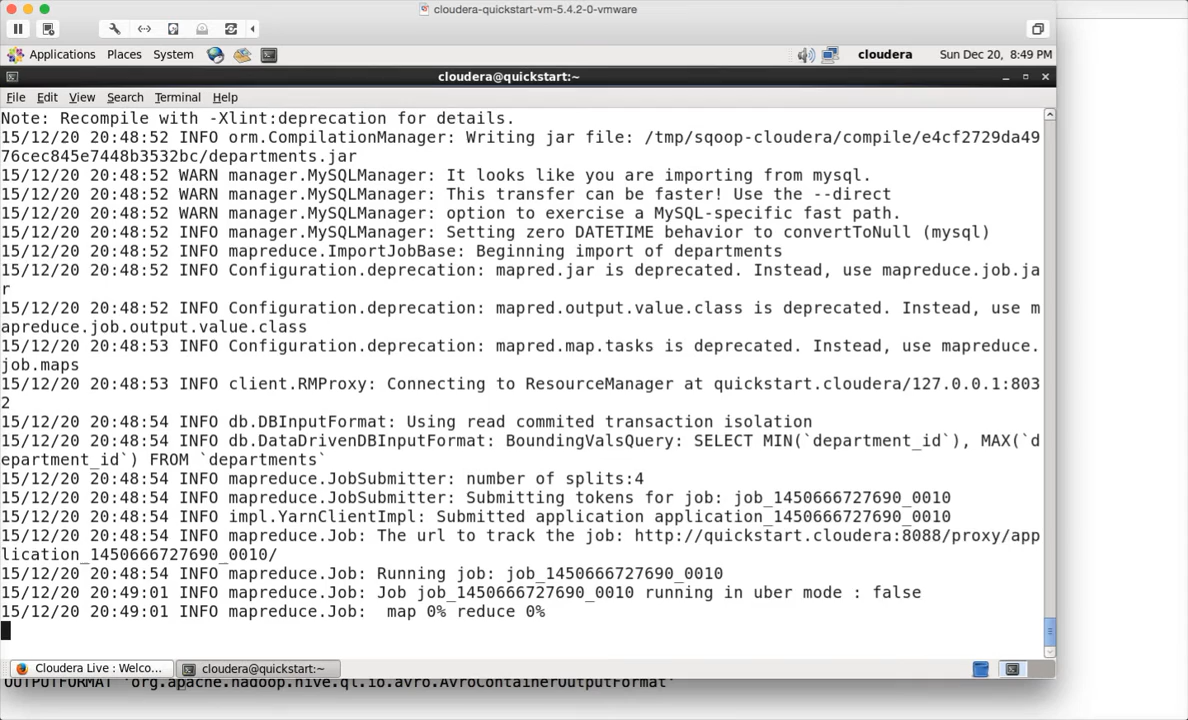 cloudera-quickstart-vm-5.4.2-0-vmware
Applications Places System cloudera Sun Dec 20, 8:49 PM
cloudera@quickstart:~
File Edit View Search Terminal Help
Note: Recompile with -Xlint:deprecation for details.
15/12/20 20:48:52 INFO orm.CompilationManager: Writing jar file: /tmp/sqoop-cloudera/compile/e4cf2729da49
76cec845e7448b3532bc/departments.jar
15/12/20 20:48:52 WARN manager.MySQLManager: It looks like you are importing from mysql.
15/12/20 20:48:52 WARN manager.MySQLManager: This transfer can be faster! Use the --direct
15/12/20 20:48:52 WARN manager.MySQLManager: option to exercise a MySQL-specific fast path.
15/12/20 20:48:52 INFO manager.MySQLManager: Setting zero DATETIME behavior to convertToNull (mysql)
15/12/20 20:48:52 INFO mapreduce.ImportJobBase: Beginning import of departments
15/12/20 20:48:52 INFO Configuration.deprecation: mapred.jar is deprecated. Instead, use mapreduce.job.ja
r
15/12/20 20:48:52 INFO Configuration.deprecation: mapred.output.value.class is deprecated. Instead, use m
apreduce.job.output.value.class
15/12/20 20:48:53 INFO Configuration.deprecation: mapred.map.tasks is deprecated. Instead, use mapreduce.
job.maps
15/12/20 20:48:53 INFO client.RMProxy: Connecting to ResourceManager at quickstart.cloudera/127.0.0.1:803
2
15/12/20 20:48:54 INFO db.DBInputFormat: Using read commited transaction isolation
15/12/20 20:48:54 INFO db.DataDrivenDBInputFormat: BoundingValsQuery: SELECT MIN(`department_id`), MAX(`d
epartment_id`) FROM `departments`
15/12/20 20:48:54 INFO mapreduce.JobSubmitter: number of splits:4
15/12/20 20:48:54 INFO mapreduce.JobSubmitter: Submitting tokens for job: job_1450666727690_0010
15/12/20 20:48:54 INFO impl.YarnClientImpl: Submitted application application_1450666727690_0010
15/12/20 20:48:54 INFO mapreduce.Job: The url to track the job: http://quickstart.cloudera:8088/proxy/app
lication_1450666727690_0010/
15/12/20 20:48:54 INFO mapreduce.Job: Running job: job_1450666727690_0010
15/12/20 20:49:01 INFO mapreduce.Job: Job job_1450666727690_0010 running in uber mode : false
15/12/20 20:49:01 INFO mapreduce.Job:  map 0% reduce 0%
Cloudera Live : Welco... cloudera@quickstart:~
OUTPUTFORMAT 'org.apache.hadoop.hive.ql.io.avro.AvroContainerOutputFormat'